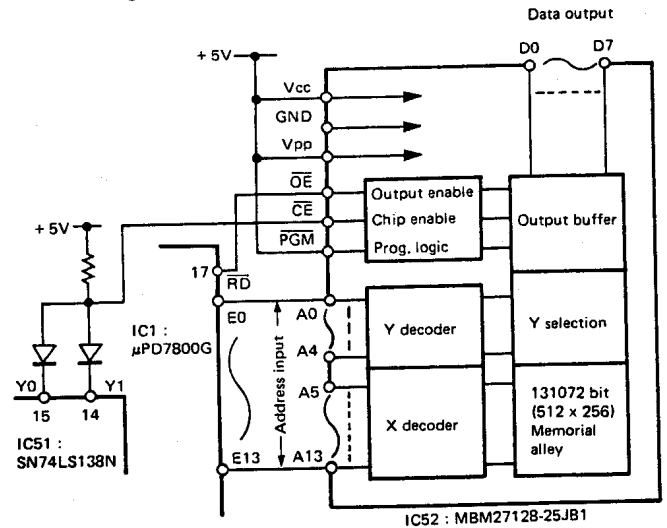 Data output
D0 D7
+ 5V
Vcc
GND
Vpp
OE
CE
PGM
Output enable
Chip enable
Prog. logic
Output buffer
+ 5V
17
RD
IC1 :
μPD7800G
E0
E13
Address input
A0
A4
A5
A13
Y decoder
X decoder
Y selection
131072 bit
(512 x 256)
Memorial
alley
Y0 Y1
15 14
IC51 :
SN74LS138N
IC52 : MBM27128-25JB1